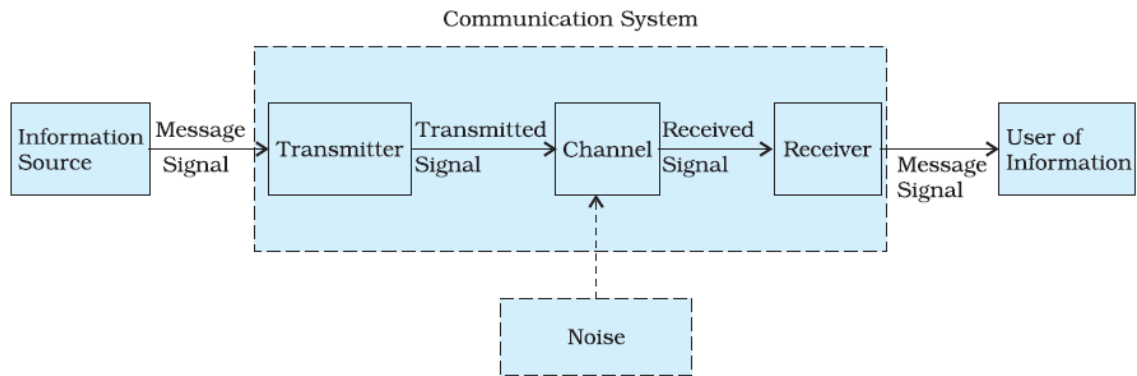 Communication System
Information
Source
Message
Signal
Transmitter
Transmitted
Signal
Channel
Received
Signal
Receiver
Message
Signal
User of
Information
Noise